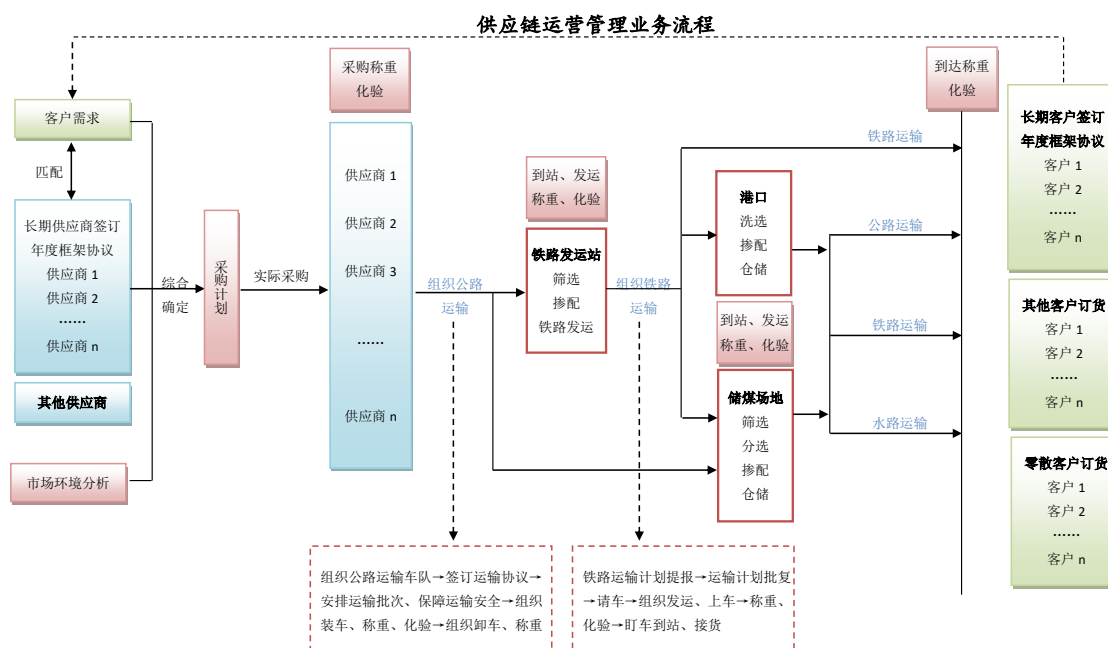 供应链运营管理业务流程
客户需求
匹配
长期供应商签订
年度框架协议
供应商 1
供应商 2
……
供应商 n
其他供应商
市场环境分析
综合
确定
采购计划
实际采购
采购称重
化验
供应商 1
供应商 2
供应商 3
……
供应商 n
组织公路
运输
到站、发运
称重、化验
铁路发运站
筛选
掺配
铁路发运
组织铁路
运输
港口
洗选
掺配
仓储
到站、发运
称重、化验
储煤场地
筛选
分选
掺配
仓储
铁路运输
公路运输
铁路运输
水路运输
到达称重
化验
长期客户签订
年度框架协议
客户 1
客户 2
……
客户 n
其他客户订货
客户 1
客户 2
……
客户 n
零散客户订货
客户 1
客户 2
……
客户 n
组织公路运输车队→签订运输协议→
安排运输批次、保障运输安全→组织
装车、称重、化验→组织卸车、称重
铁路运输计划提报→运输计划批复
→请车→组织发运、上车→称重、
化验→盯车到站、接货